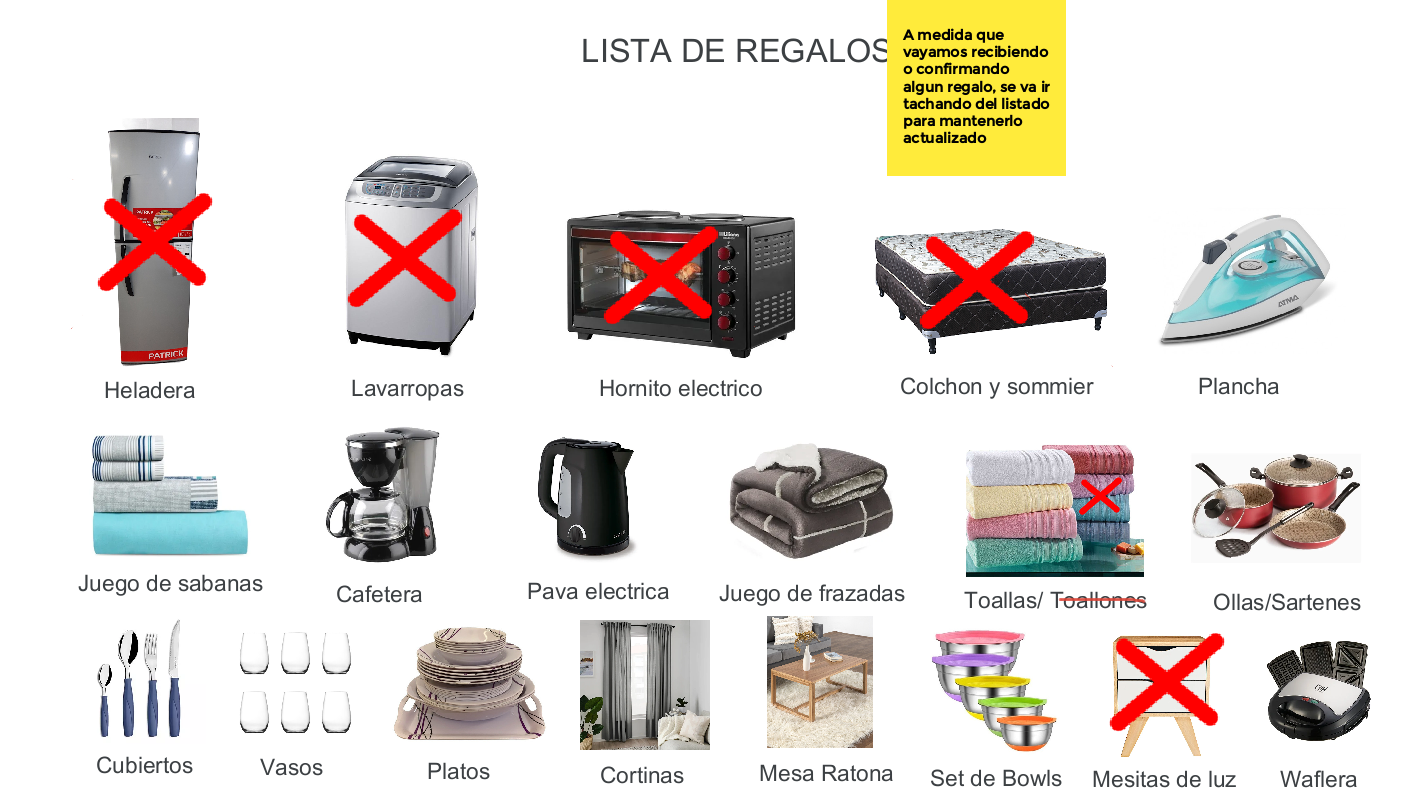 LISTA DE REGALOS
A medida que
vayamos recibiendo
o confirmando
algun regalo, se va ir
tachando del listado
para mantenerlo
actualizado
PATRICK
PATRICK
ATMA
Heladera
Lavarropas
Hornito electrico
Colchon y sommier
Plancha
Juego de sabanas
Cafetera
Pava electrica
Juego de frazadas
Toallas/ Toallones
Ollas/Sartenes
Cubiertos
Vasos
Platos
Cortinas
Mesa Ratona
Set de Bowls
Mesitas de luz
Waflera